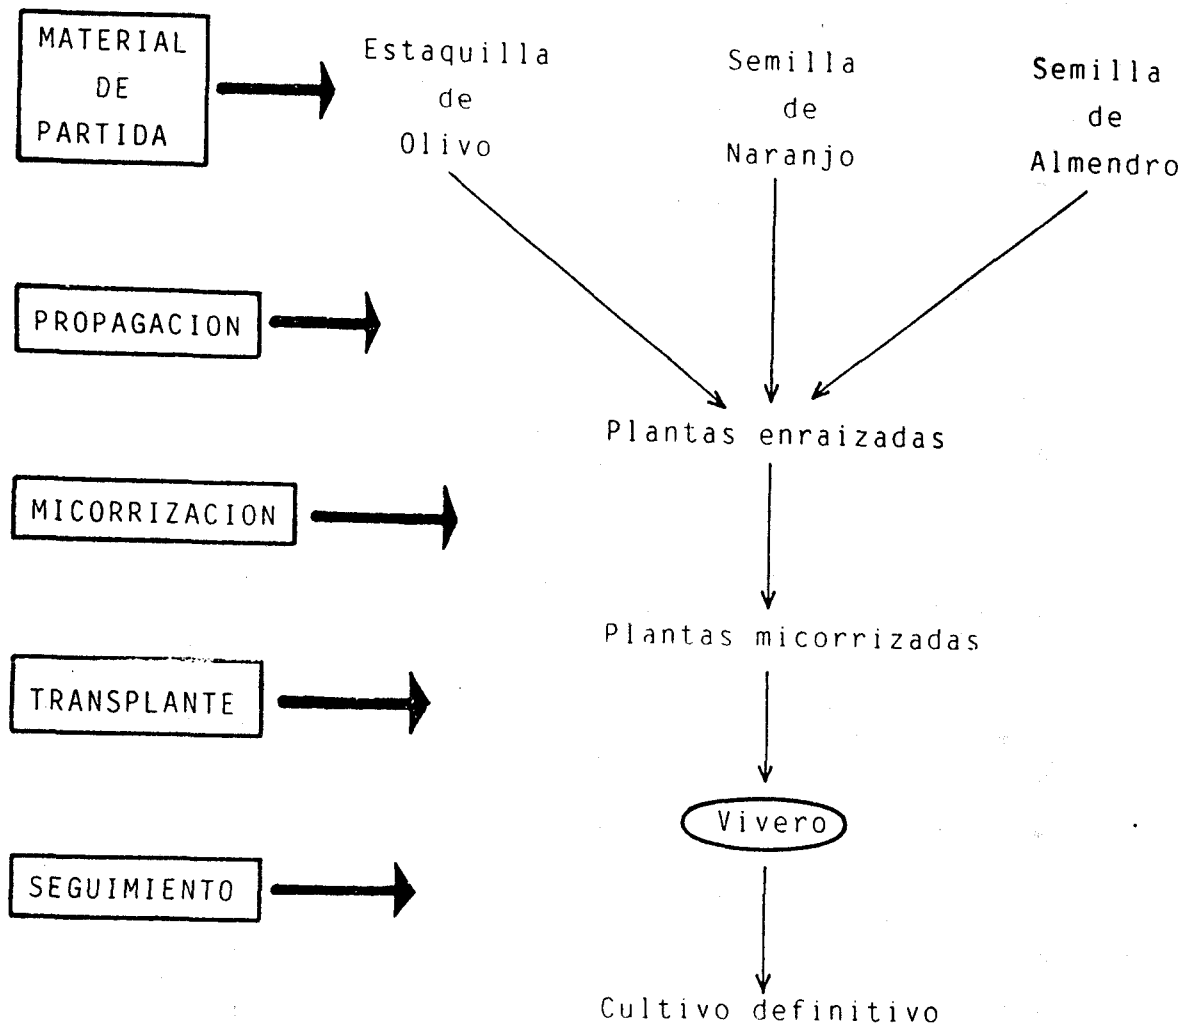 MATERIAL
DE
PARTIDA
Estaquilla
de
Olivo
Semilla
de
Naranjo
Semilla
de
Almendro
PROPAGACION
Plantas enraizadas
MICORRIZACION
Plantas micorrizadas
TRANSPLANTE
Vivero
SEGUIMIENTO
Cultivo definitivo